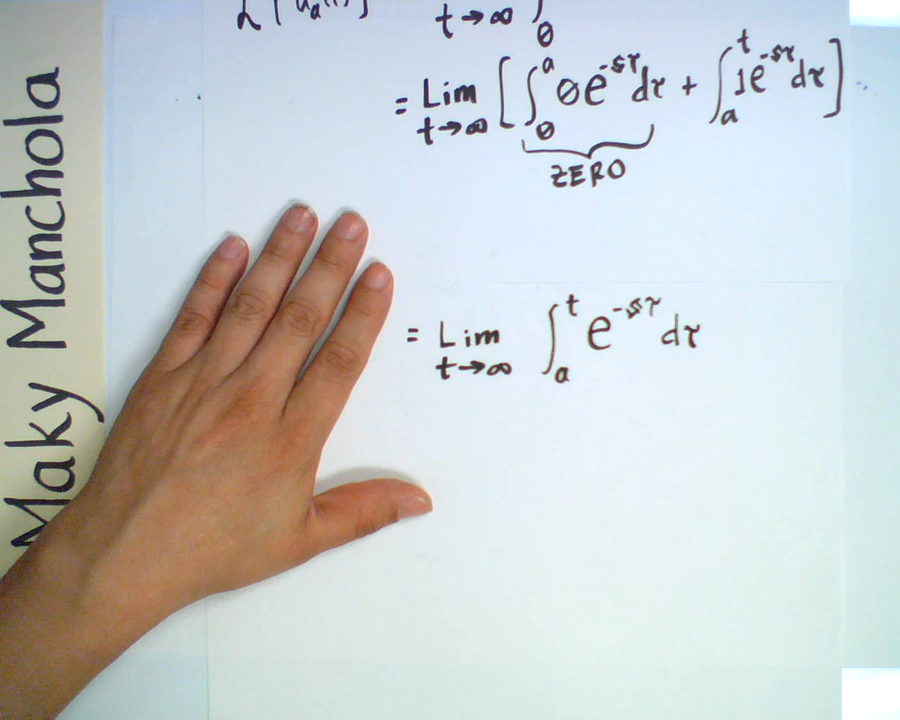 t→∞ ∫₀
= Lim t→∞ [∫₀ᵃ 0e^-sτ dτ + ∫ₐᵗ 1e^-sτ dτ]
ZERO
= Lim t→∞ ∫ₐᵗ e^-sτ dτ
Maky Manchola